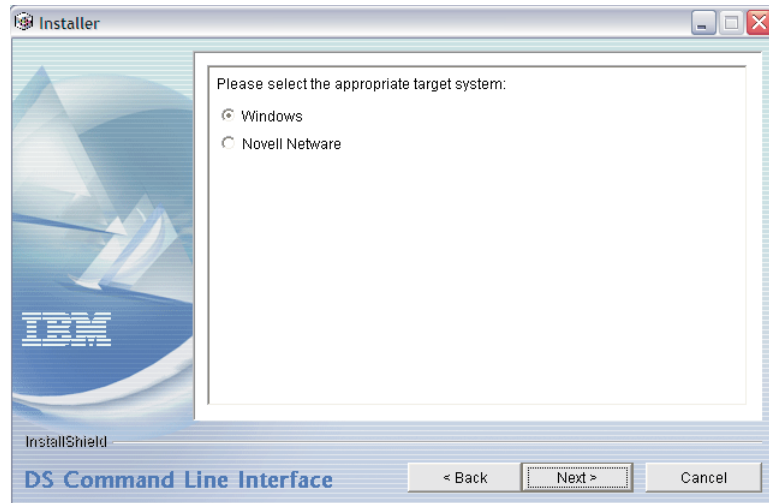 Installer
Please select the appropriate target system:
Windows
Novell Netware
IBM
InstallShield
DS Command Line Interface
< Back
Next >
Cancel